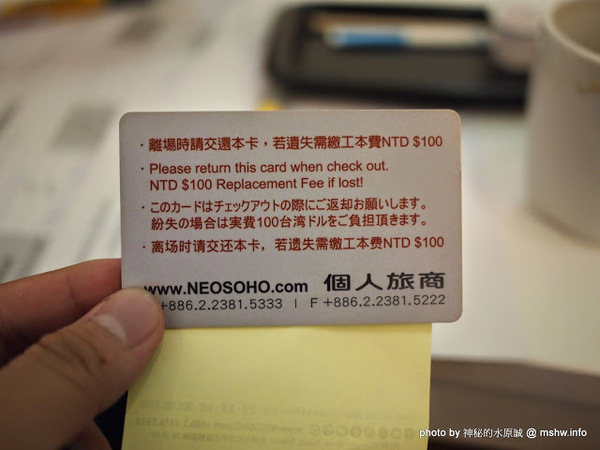 · 離場時請交還本卡，若遺失需繳工本費NTD $100
· Please return this card when check out.
NTD $100 Replacement Fee if lost!
· このカードはチェックアウトの際にご返却お願いします。
紛失の場合は実費100台湾ドルをご負担頂きます。
· 离场时请交还本卡，若遗失需缴工本费NTD $100
www.NEOSOHO.com 個人旅商
+886.2.2381.5333 | F +886.2.2381.5222
photo by 神秘的水原誠 @ mshw.info